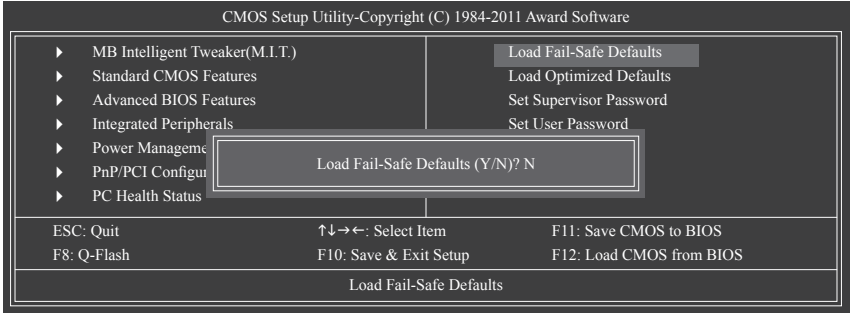 CMOS Setup Utility-Copyright (C) 1984-2011 Award Software
MB Intelligent Tweaker(M.I.T.)
Standard CMOS Features
Advanced BIOS Features
Integrated Peripherals
Power Manageme
PnP/PCI Configur
PC Health Status
Load Fail-Safe Defaults
Load Optimized Defaults
Set Supervisor Password
Set User Password
Load Fail-Safe Defaults (Y/N)? N
ESC: Quit
↑↓→←: Select Item
F11: Save CMOS to BIOS
F8: Q-Flash
F10: Save & Exit Setup
F12: Load CMOS from BIOS
Load Fail-Safe Defaults